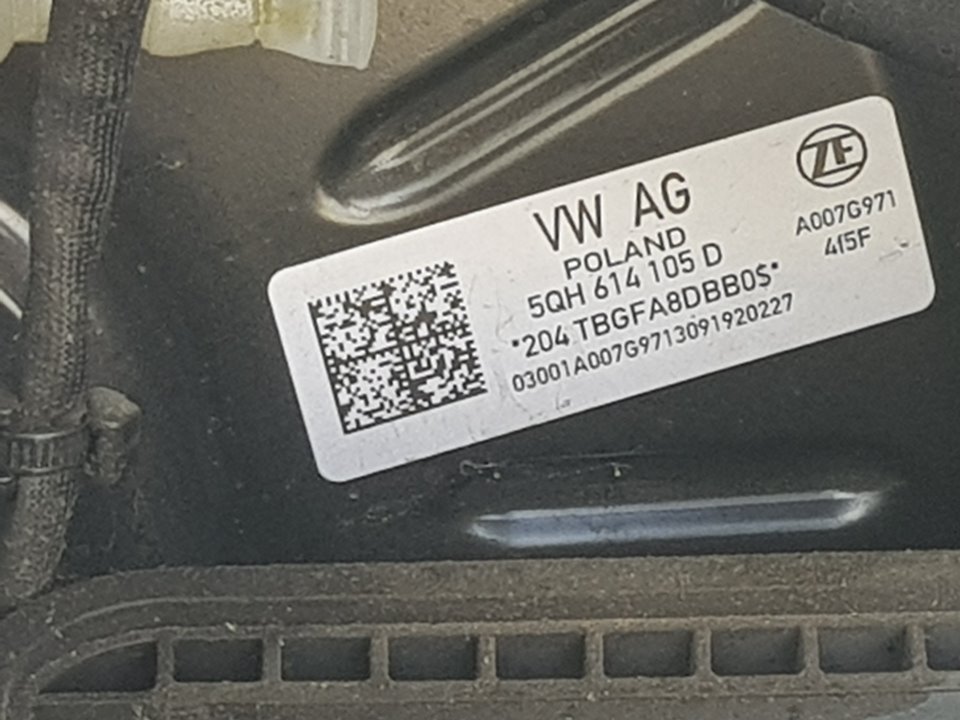 VW AG
POLAND
5QH 614 105 D
*204 TBGFA8DBB0S*
03001A007G9713091920227
ZF
A007G971
415F